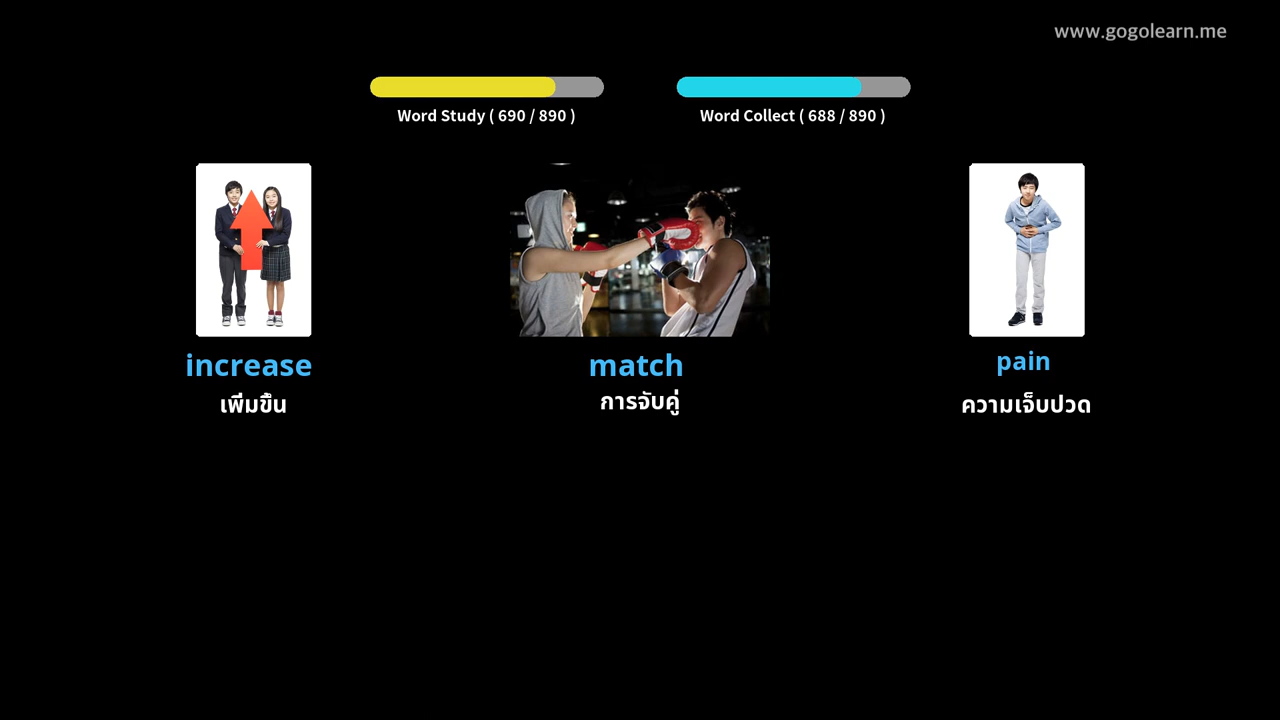 www.gogolearn.me
Word Study ( 690 / 890 )
Word Collect ( 688 / 890 )
increase
match
pain
เพิ่มขึ้น
การจับคู่
ความเจ็บปวด